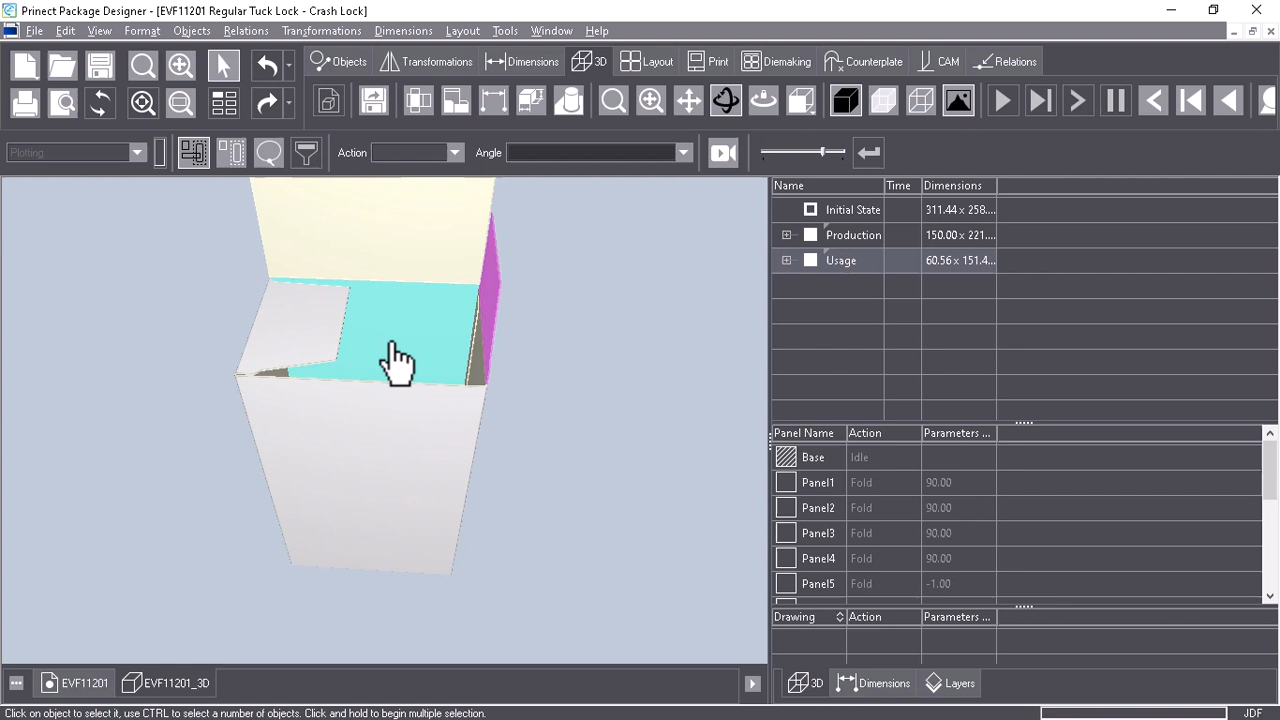 Prinect Package Designer - [EVF11201 Regular Tuck Lock - Crash Lock]
File Edit View Format Objects Relations Transformations Dimensions Layout Tools Window Help
Objects Transformations Dimensions 3D Layout Print Diemaking Counterplate CAM Relations
Plotting Action Angle
Name Time Dimensions
Initial State 311.44 x 258....
Production 150.00 x 221....
Usage 60.56 x 151.4...
Panel Name Action Parameters ...
Base Idle
Panel1 Fold 90.00
Panel2 Fold 90.00
Panel3 Fold 90.00
Panel4 Fold 90.00
Panel5 Fold -1.00
Drawing Action Parameters ...
EVF11201 EVF11201_3D 3D Dimensions Layers
Click on object to select it, use CTRL to select a number of objects. Click and hold to begin multiple selection. JDF